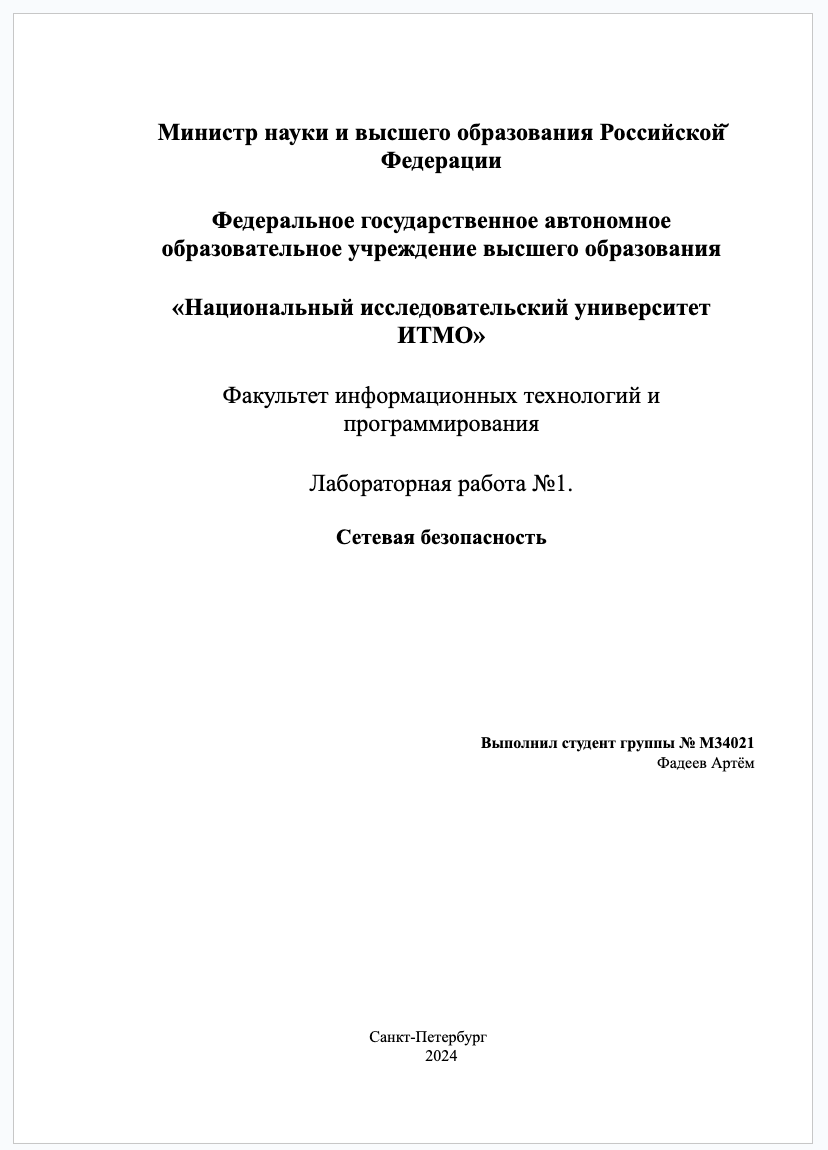 Министр науки и высшего образования Российской
Федерации
Федеральное государственное автономное
образовательное учреждение высшего образования
«Национальный исследовательский университет
ИТМО»
Факультет информационных технологий и
программирования
Лабораторная работа №1.
Сетевая безопасность
Выполнил студент группы № М34021
Фадеев Артём
Санкт-Петербург
2024